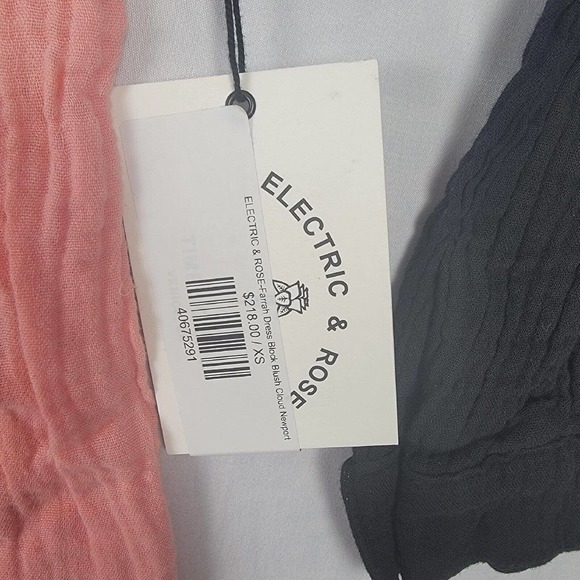 ELECTRIC & ROSE
ELECTRIC & ROSE-Farrah Dress Block Blush Cloud Newport
$218.00 / XS
40675291